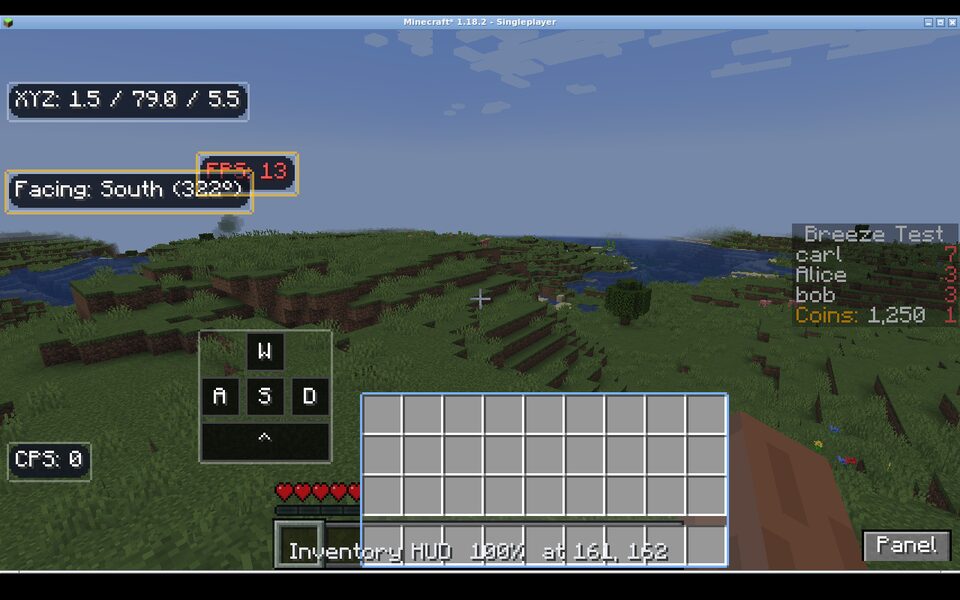 Minecraft* 1.18.2 - Singleplayer
XYZ: 1.5 / 79.0 / 5.5
FPS: 13
Facing: South (322°)
Breeze Test
carl 7
Alice 3
bob 3
Coins: 1,250 1
W
A S D
^
CPS: 0
Inventory HUD 100% at 161, 162
Panel